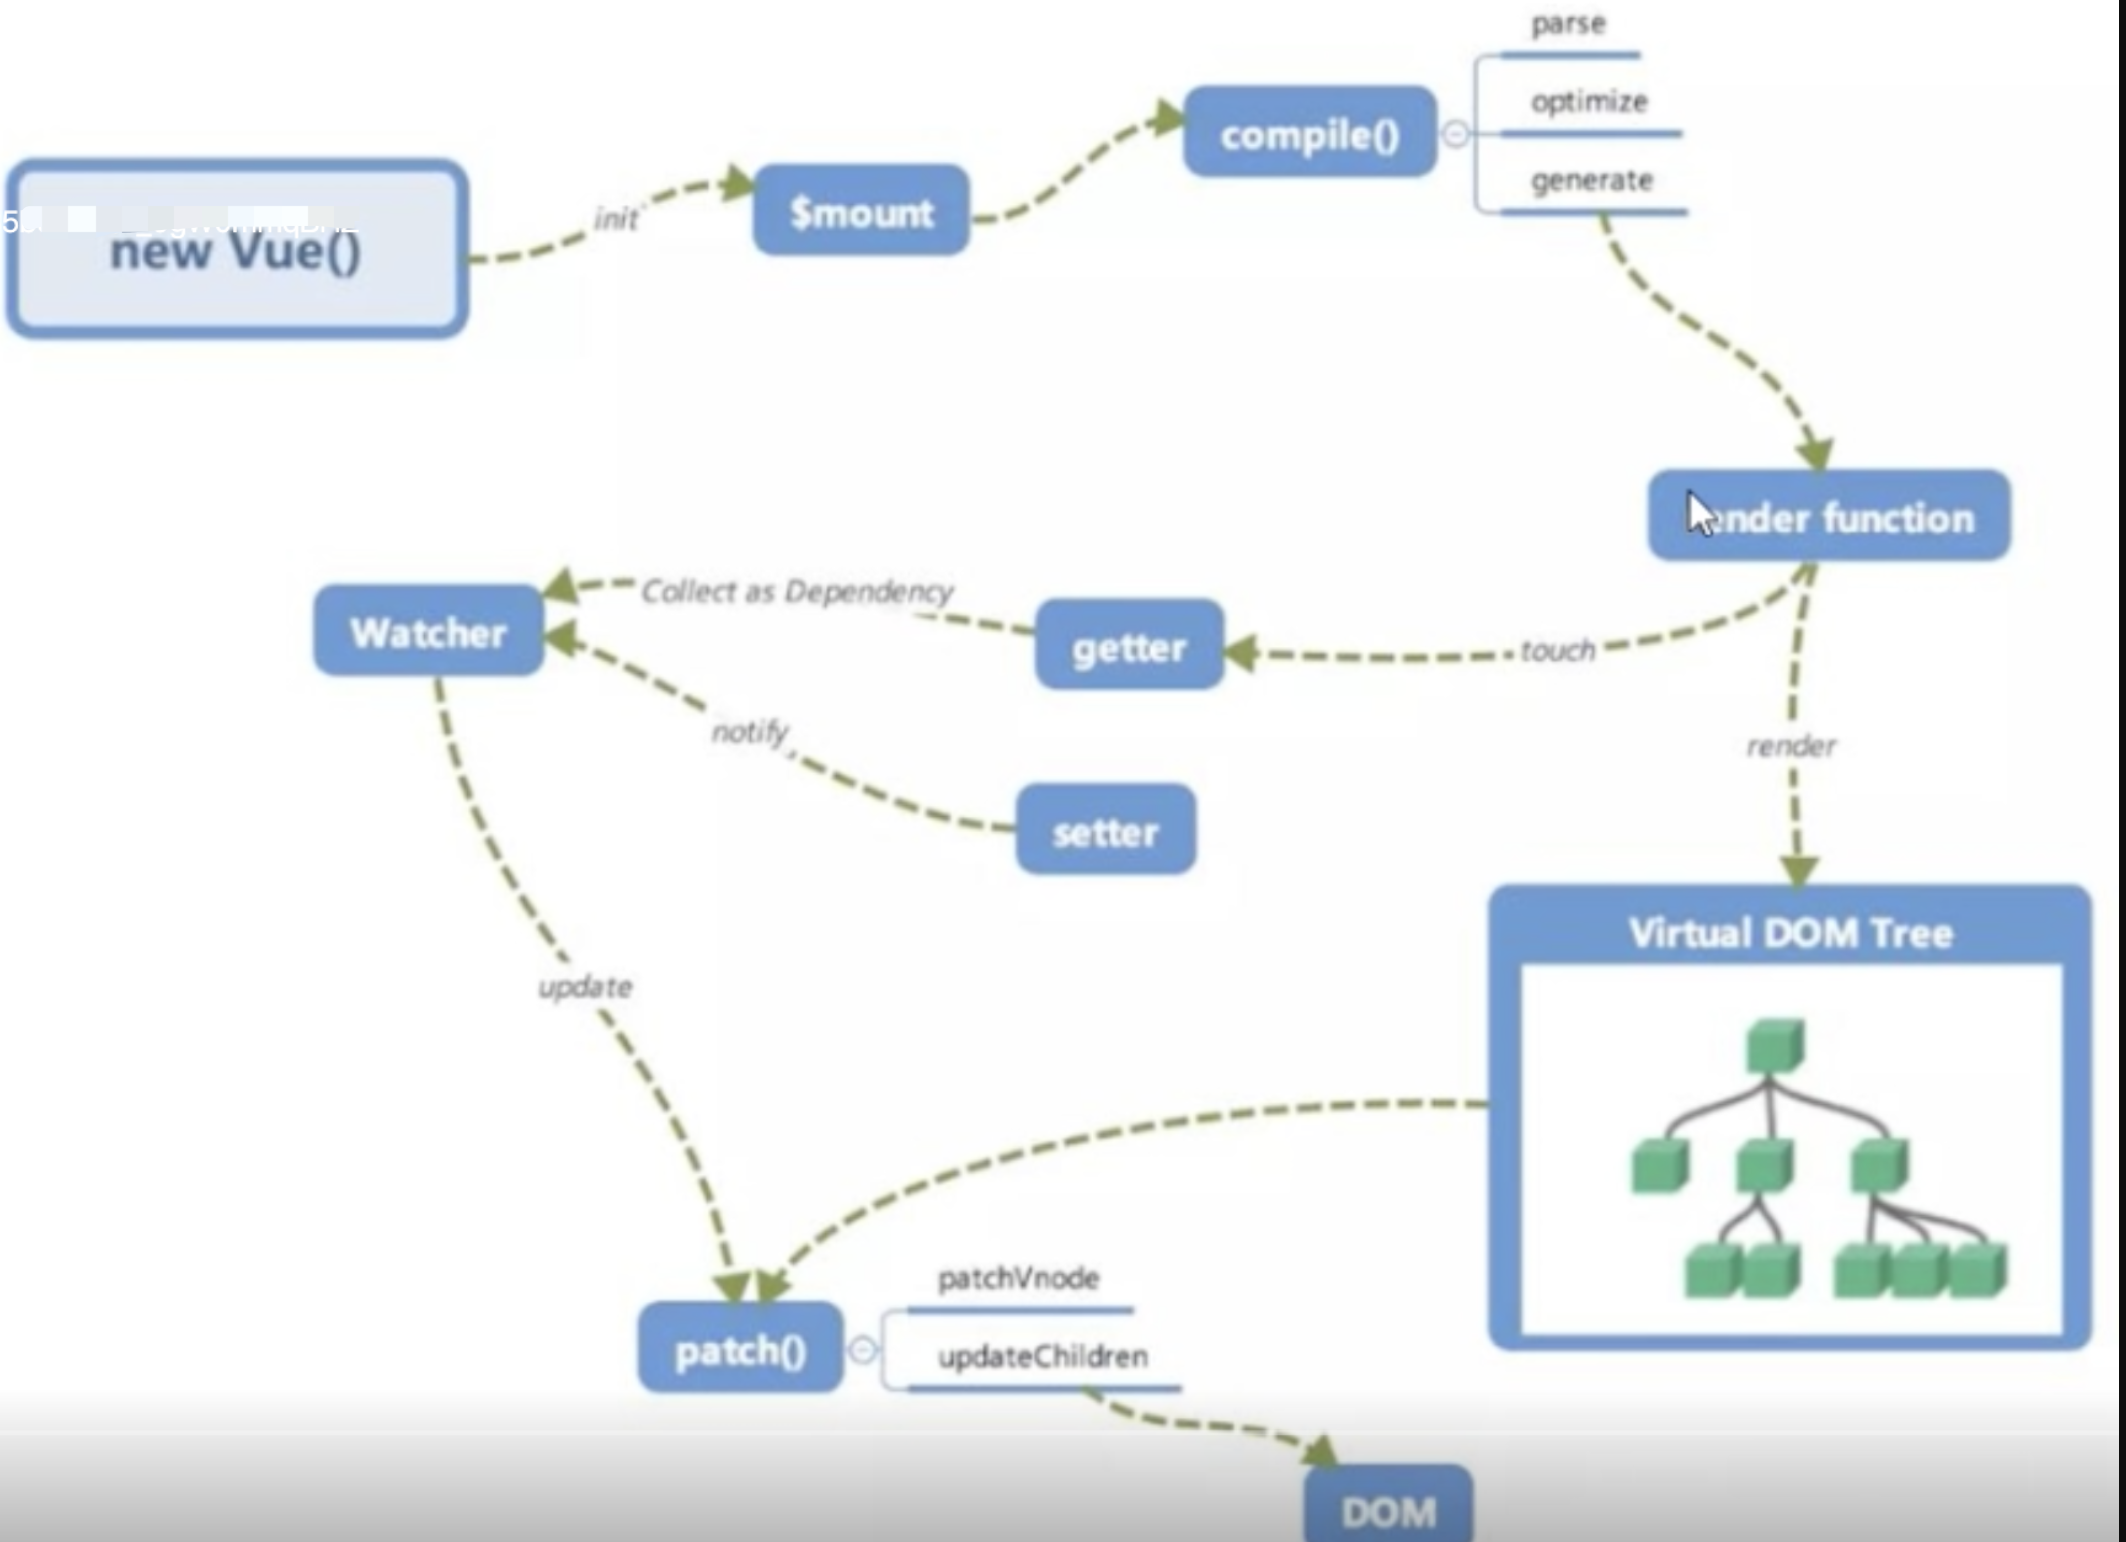 parse
optimize
compile()
generate
$mount
init
new Vue()
function
Collect as Dependency
Watcher
getter
touch
notify
render
setter
Virtual DOM Tree
update
patchVnode
patch()
updateChildren
DOM